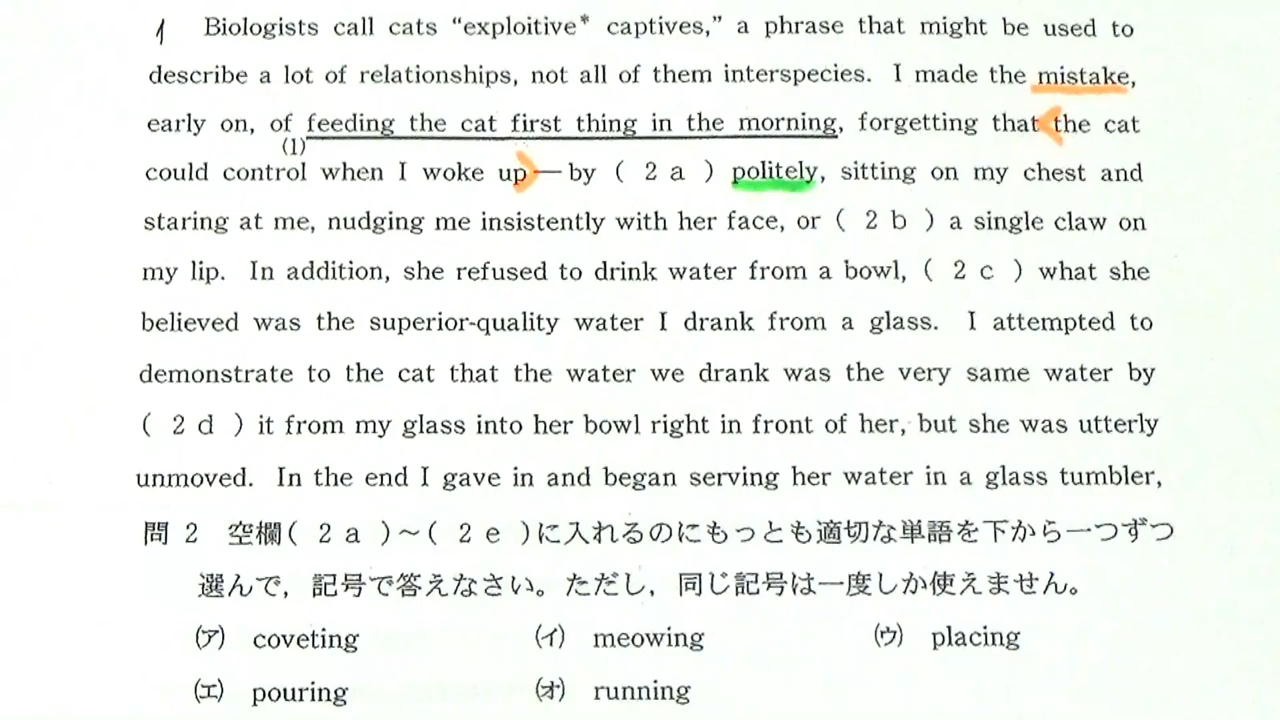 1 Biologists call cats “exploitive* captives,” a phrase that might be used to
describe a lot of relationships, not all of them interspecies. I made the mistake,
early on, of feeding the cat first thing in the morning, forgetting that the cat
(1)
could control when I woke up — by ( 2 a ) politely, sitting on my chest and
staring at me, nudging me insistently with her face, or ( 2 b ) a single claw on
my lip. In addition, she refused to drink water from a bowl, ( 2 c ) what she
believed was the superior-quality water I drank from a glass. I attempted to
demonstrate to the cat that the water we drank was the very same water by
( 2 d ) it from my glass into her bowl right in front of her, but she was utterly
unmoved. In the end I gave in and began serving her water in a glass tumbler,
問 2 空欄( 2 a )～( 2 e )に入れるのにもっとも適切な単語を下から一つずつ
選んで，記号で答えなさい。ただし，同じ記号は一度しか使えません。
(ア) coveting (イ) meowing (ウ) placing
(エ) pouring (オ) running